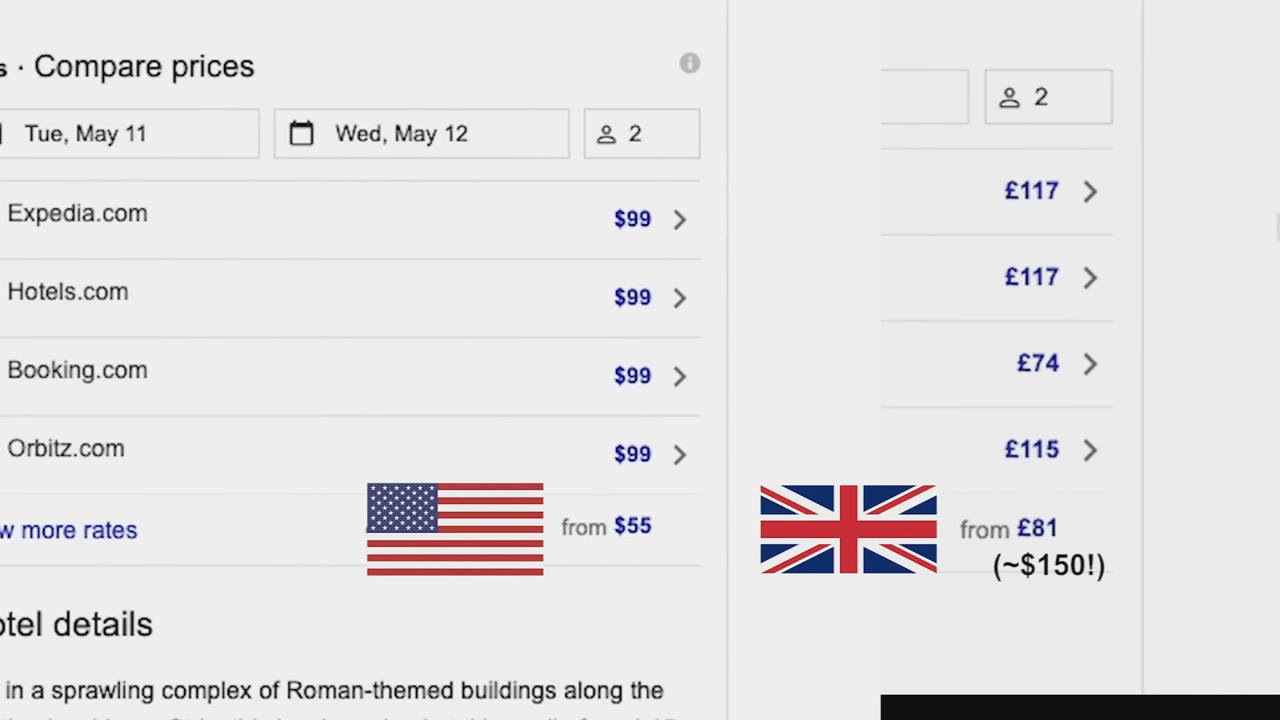 s · Compare prices
Tue, May 11
Wed, May 12
2
Expedia.com
$99
Hotels.com
$99
Booking.com
$99
Orbitz.com
$99
w more rates
from $55
otel details
in a sprawling complex of Roman-themed buildings along the
2
£117
£117
£74
£115
from £81
(~$150!)